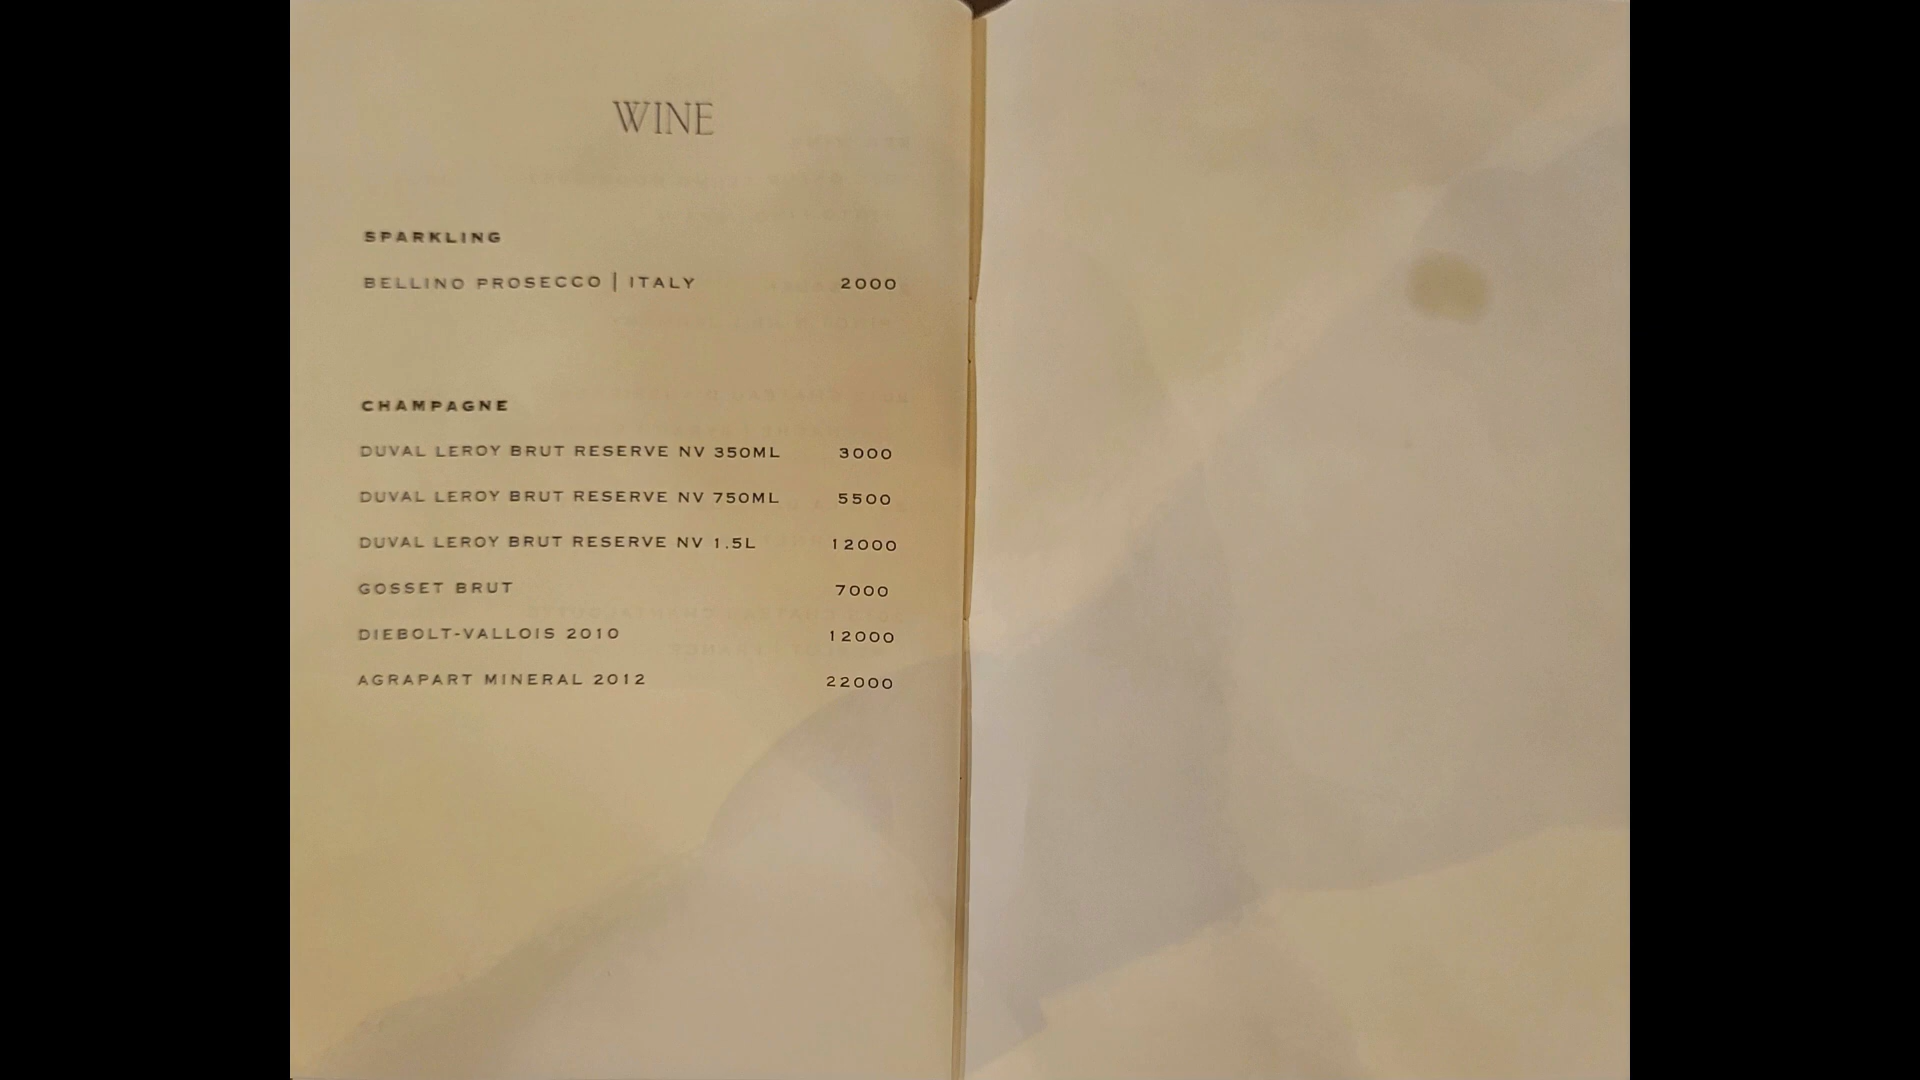 WINE
SPARKLING
BELLINO PROSECCO | ITALY 2000
CHAMPAGNE
DUVAL LEROY BRUT RESERVE NV 350ML 3000
DUVAL LEROY BRUT RESERVE NV 750ML 5500
DUVAL LEROY BRUT RESERVE NV 1.5L 12000
GOSSET BRUT 7000
DIEBOLT-VALLOIS 2010 12000
AGRAPART MINERAL 2012 22000